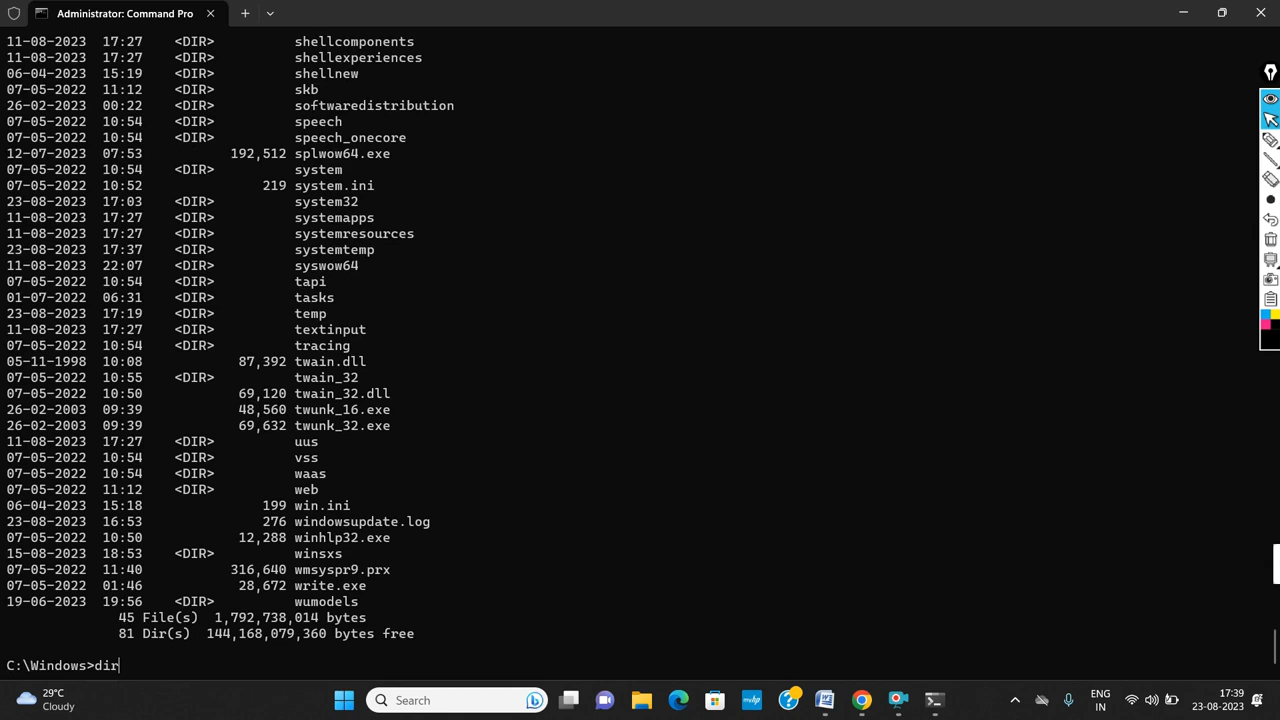 Administrator: Command Pro
11-08-2023  17:27    <DIR>          shellcomponents
11-08-2023  17:27    <DIR>          shellexperiences
06-04-2023  15:19    <DIR>          shellnew
07-05-2022  11:12    <DIR>          skb
26-02-2023  00:22    <DIR>          softwaredistribution
07-05-2022  10:54    <DIR>          speech
07-05-2022  10:54    <DIR>          speech_onecore
12-07-2023  07:53           192,512 splwow64.exe
07-05-2022  10:54    <DIR>          system
07-05-2022  10:52               219 system.ini
23-08-2023  17:03    <DIR>          system32
11-08-2023  17:27    <DIR>          systemapps
11-08-2023  17:27    <DIR>          systemresources
23-08-2023  17:37    <DIR>          systemtemp
11-08-2023  22:07    <DIR>          syswow64
07-05-2022  10:54    <DIR>          tapi
01-07-2022  06:31    <DIR>          tasks
23-08-2023  17:19    <DIR>          temp
11-08-2023  17:27    <DIR>          textinput
07-05-2022  10:54    <DIR>          tracing
05-11-1998  10:08            87,392 twain.dll
07-05-2022  10:55    <DIR>          twain_32
07-05-2022  10:50            69,120 twain_32.dll
26-02-2003  09:39            48,560 twunk_16.exe
26-02-2003  09:39            69,632 twunk_32.exe
11-08-2023  17:27    <DIR>          uus
07-05-2022  10:54    <DIR>          vss
07-05-2022  10:54    <DIR>          waas
07-05-2022  11:12    <DIR>          web
06-04-2023  15:18               199 win.ini
23-08-2023  16:53               276 windowsupdate.log
07-05-2022  10:50            12,288 winhlp32.exe
15-08-2023  18:53    <DIR>          winsxs
07-05-2022  11:40           316,640 wmsyspr9.prx
07-05-2022  01:46            28,672 write.exe
19-06-2023  19:56    <DIR>          wumodels
45 File(s)  1,792,738,014 bytes
81 Dir(s)  144,168,079,360 bytes free
C:\Windows>dir
29°C
Cloudy
Search
ENG
IN
17:39
23-08-2023